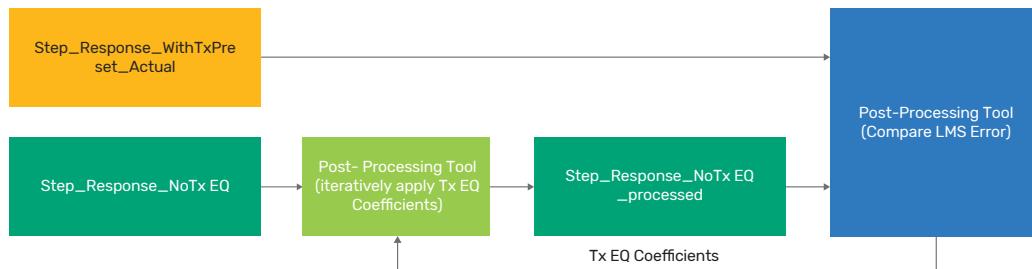 Step_Response_WithTxPre
set_Actual
Post-Processing Tool
(Compare LMS Error)
Step_Response_NoTx EQ
Post- Processing Tool
(iteratively apply Tx EQ
Coefficients)
Step_Response_NoTx EQ
_processed
Tx EQ Coefficients